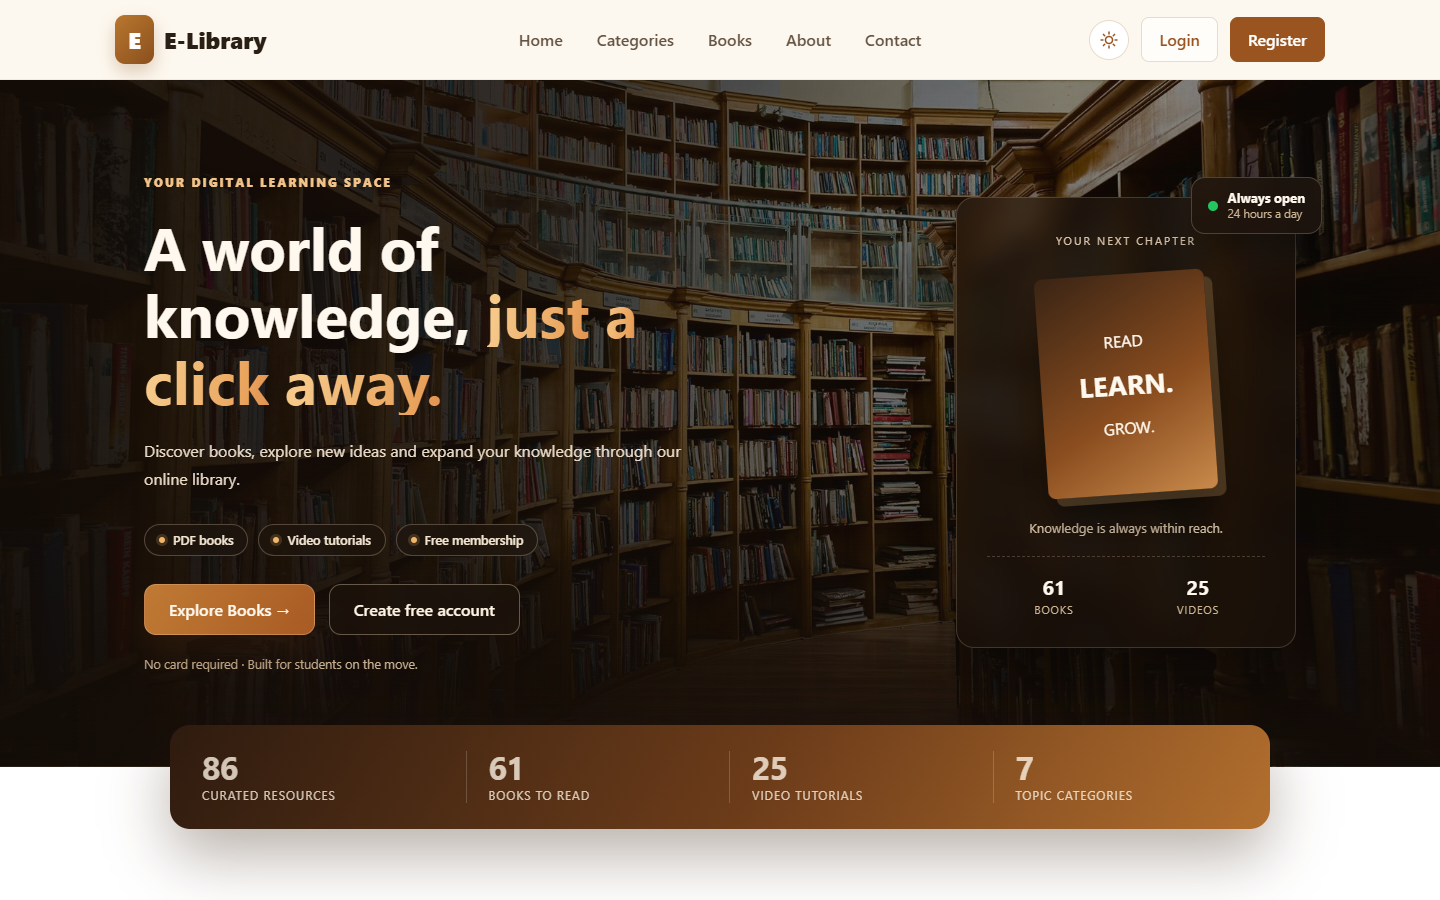 E
E-Library
Home
Categories
Books
About
Contact
Login
Register
YOUR DIGITAL LEARNING SPACE
A world of
knowledge, just a
click away.
Discover books, explore new ideas and expand your knowledge through our
online library.
PDF books
Video tutorials
Free membership
Explore Books →
Create free account
No card required · Built for students on the move.
Always open
24 hours a day
YOUR NEXT CHAPTER
READ
LEARN.
GROW.
Knowledge is always within reach.
61
BOOKS
25
VIDEOS
86
CURATED RESOURCES
61
BOOKS TO READ
25
VIDEO TUTORIALS
7
TOPIC CATEGORIES